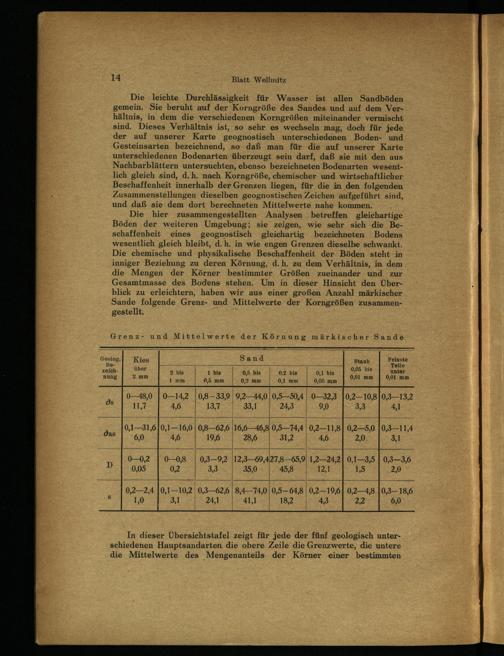 14
Blatt Wellmitz
Die leichte Durchlässigkeit für Wasser ist allen Sandböden
gemein. Sie beruht auf der Korngröße des Sandes und auf dem Ver-
hältnis, in dem die verschiedenen Korngrößen miteinander vermischt
sind. Dieses Verhältnis ist, so sehr es wechseln mag, doch für jede
der auf unserer Karte geognostisch unterschiedenen Boden- und
Gesteinsarten bezeichnend, so daß man für die auf unserer Karte
unterschiedenen Bodenarten überzeugt sein darf, daß sie mit den aus
Nachbarblättern untersuchten, ebenso bezeichneten Bodenarten wesent-
lich gleich sind, d. h. nach Korngröße, chemischer und wirtschaftlicher
Beschaffenheit innerhalb der Grenzen liegen, für die in den folgenden
Zusammenstellungen dieselben geognostischen Zeichen aufgeführt sind,
und daß sie dem dort berechneten Mittelwerte nahe kommen.
Die hier zusammengestellten Analysen betreffen gleichartige
Böden der weiteren Umgebung; sie zeigen, wie sehr sich die Be-
schaffenheit eines geognostisch gleichartig bezeichneten Bodens
wesentlich gleich bleibt, d. h. in wie engen Grenzen dieselbe schwankt.
Die chemische und physikalische Beschaffenheit der Böden steht in
inniger Beziehung zu deren Körnung, d. h. zu dem Verhältnis, in dem
die Mengen der Körner bestimmter Größen zueinander und zur
Gesamtmasse des Bodens stehen. Um in dieser Hinsicht den Über-
blick zu erleichtern, haben wir aus einer großen Anzahl märkischer
Sande folgende Grenz- und Mittelwerte der Korngrößen zusammen-
gestellt.
Grenz- und Mittelwerte der Körnung märkischer Sande
Geolog. Be- zeich- nung Kies über 2 mm Sand Staub 0,05 bis 0,01 mm Feinste Teile unter 0,01 mm
2 bis 1 mm 1 bis 0,5 mm 0,5 bis 0,2 mm 0,2 bis 0,1 mm 0,1 bis 0,05 mm
∂s 0—48,0 0—14,2 0,8–33,9 9,2—44,0 0,5—50,4 0—32,3 0,2—10,8 0,3—13,2
11,7 4,6 13,7 33,1 24,3 9,0 3,3 4,1
∂as 0,1—31,6 0,1—16,0 0,8—62,6 16,6—46,8 0,5—74,4 0,2—11,8 0,2—5,0 0,3—11,4
6,0 4,6 19,6 28,6 31,2 4,6 2,0 3,1
D 0—0,2 0—0,8 0,3—9,2 12,3—69,4 27,8—65,9 1,2—24,2 0,1—3,5 0,3—3,6
0,05 0,2 3,3 35,0 45,8 12,1 1,5 2,0
s 0,2—2,4 0,1—10,2 0,3—62,6 8,4—74,0 0,5–64,8 0,2—19,6 0,2—4,8 0,3–18,6
1,0 3,1 24,1 41,1 18,2 4,3 2,2 6,0
In dieser Übersichtstafel zeigt für jede der fünf geologisch unter-
schiedenen Hauptsandarten die obere Zeile die Grenzwerte, die untere
die Mittelwerte des Mengenanteils der Körner einer bestimmten